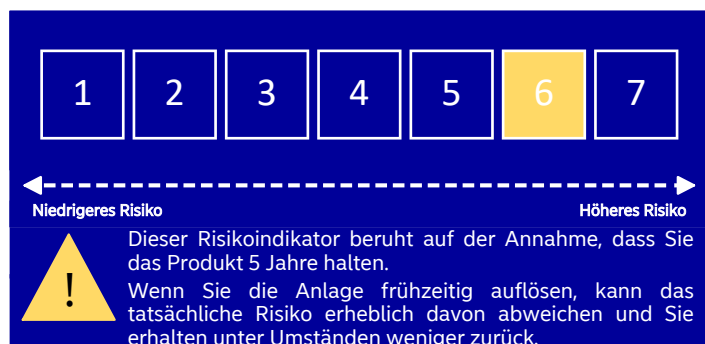 1 2 3 4 5 6 7
Niedrigeres Risiko Höheres Risiko
Dieser Risikoindikator beruht auf der Annahme, dass Sie
das Produkt 5 Jahre halten.
!
Wenn Sie die Anlage frühzeitig auflösen, kann das
tatsächliche Risiko erheblich davon abweichen und Sie
erhalten unter Umständen weniger zurück.